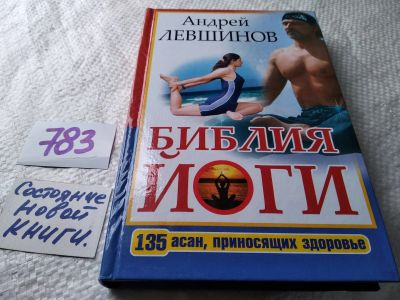 Андрей
ЛЕВШИНОВ
БИБЛИЯ
ЙОГИ
135 асан, приносящих здоровье
783
Состояние
новой
книги.